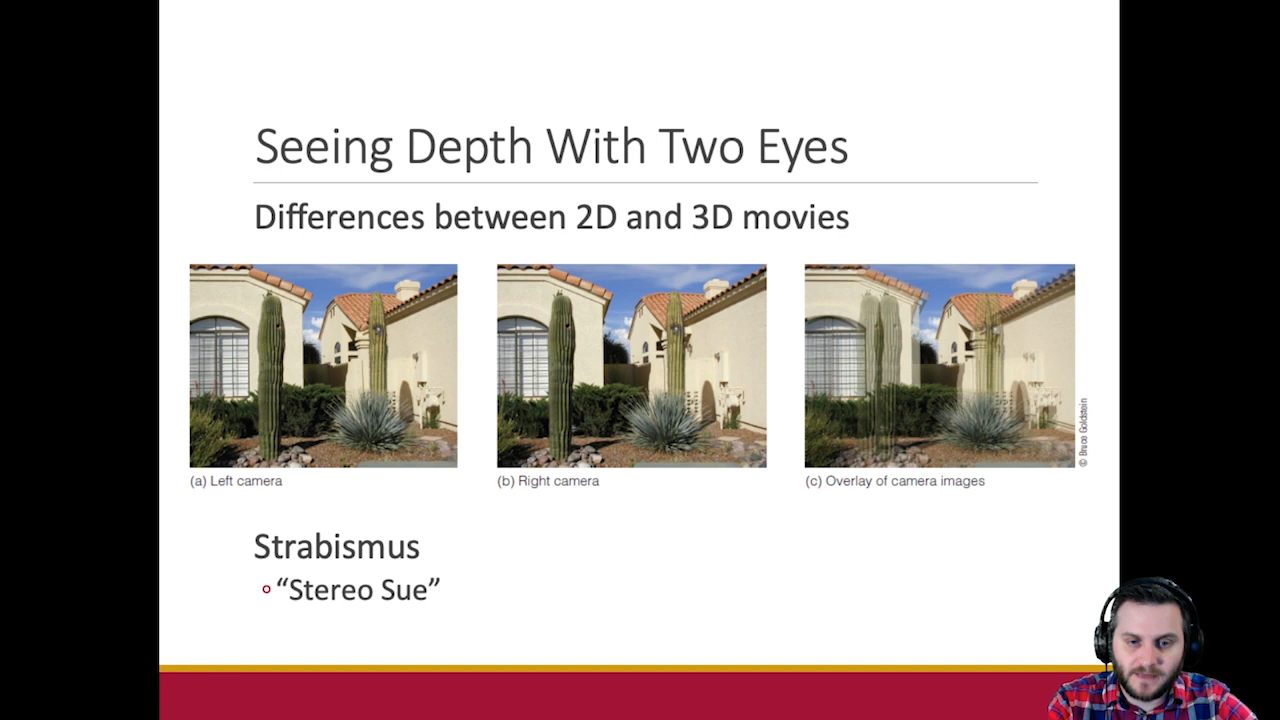 Seeing Depth With Two Eyes
Differences between 2D and 3D movies
© Bruce Goldstein
(a) Left camera
(b) Right camera
(c) Overlay of camera images
Strabismus
“Stereo Sue”